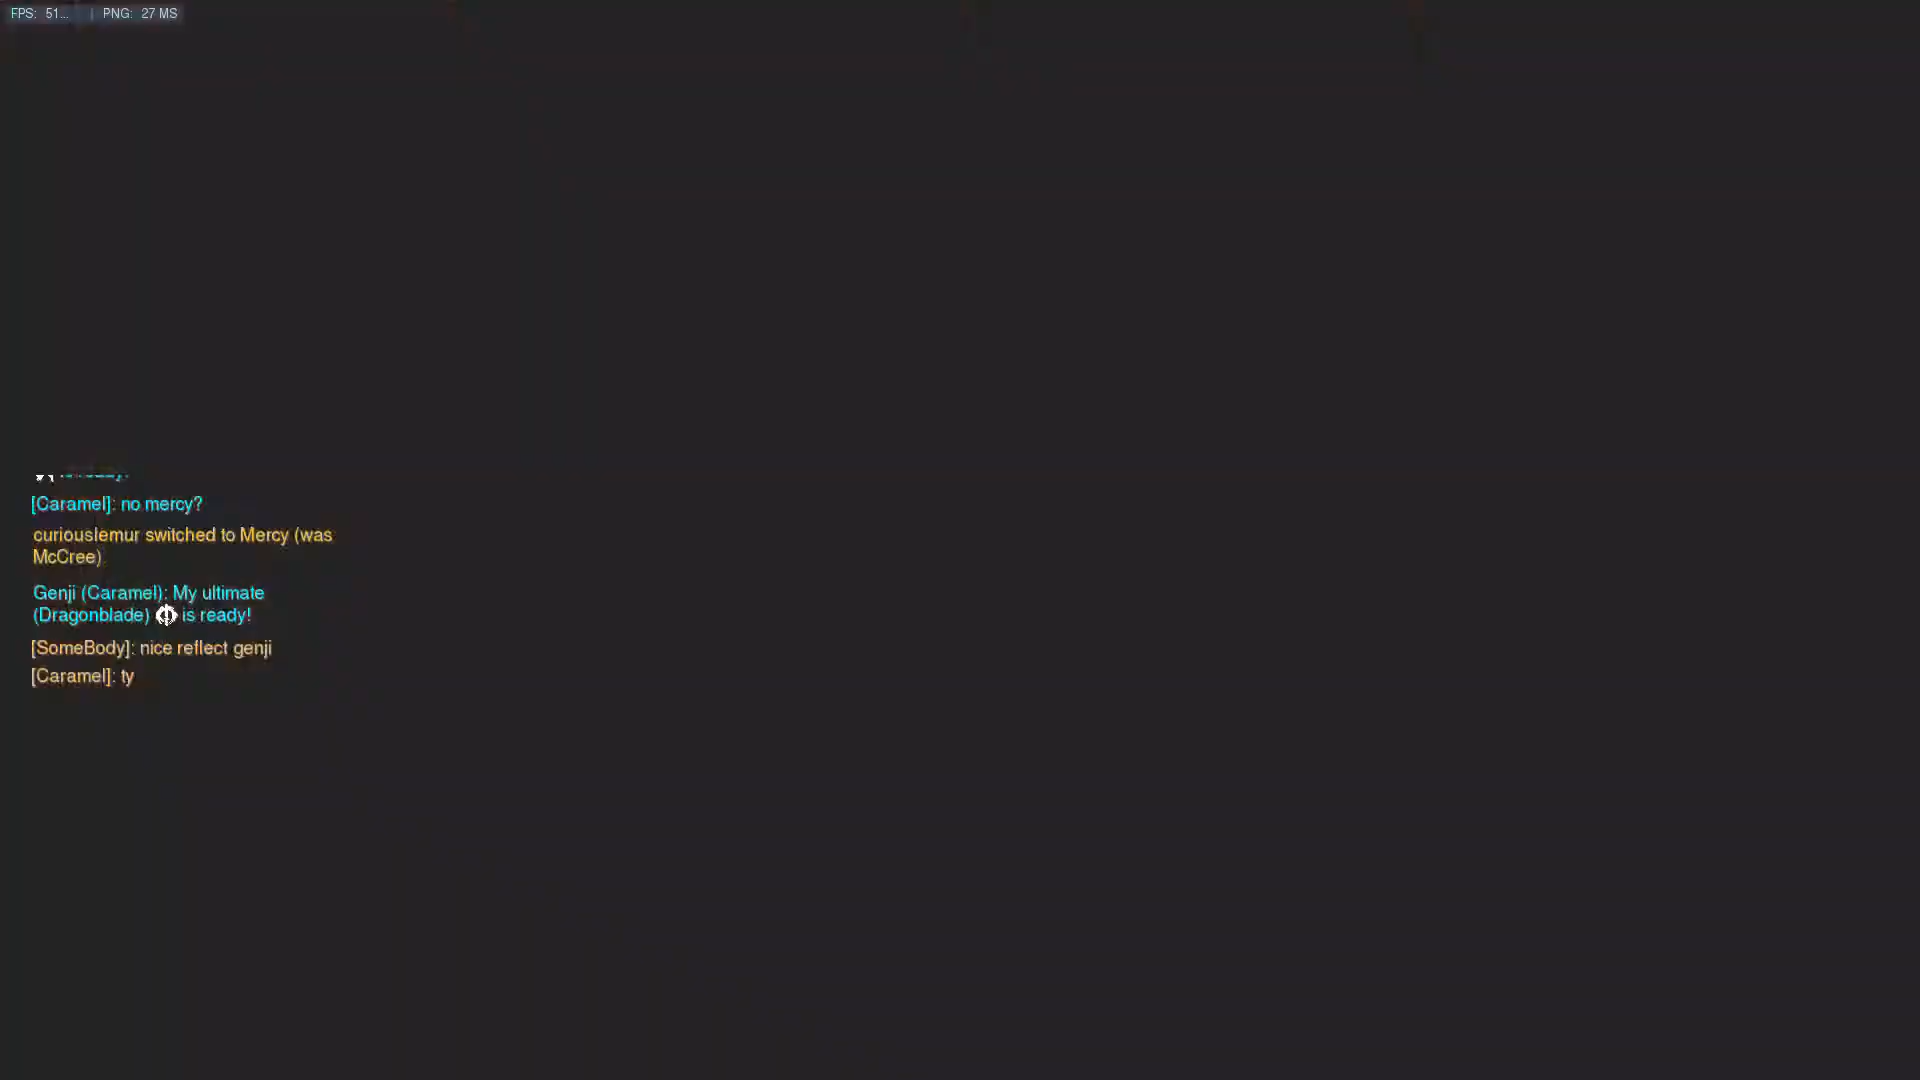 FPS: 51... | PNG: 27 MS
[Caramel]: no mercy?
curiouslemur switched to Mercy (was
McCree)
Genji (Caramel): My ultimate
(Dragonblade) is ready!
[SomeBody]: nice reflect genji
[Caramel]: ty